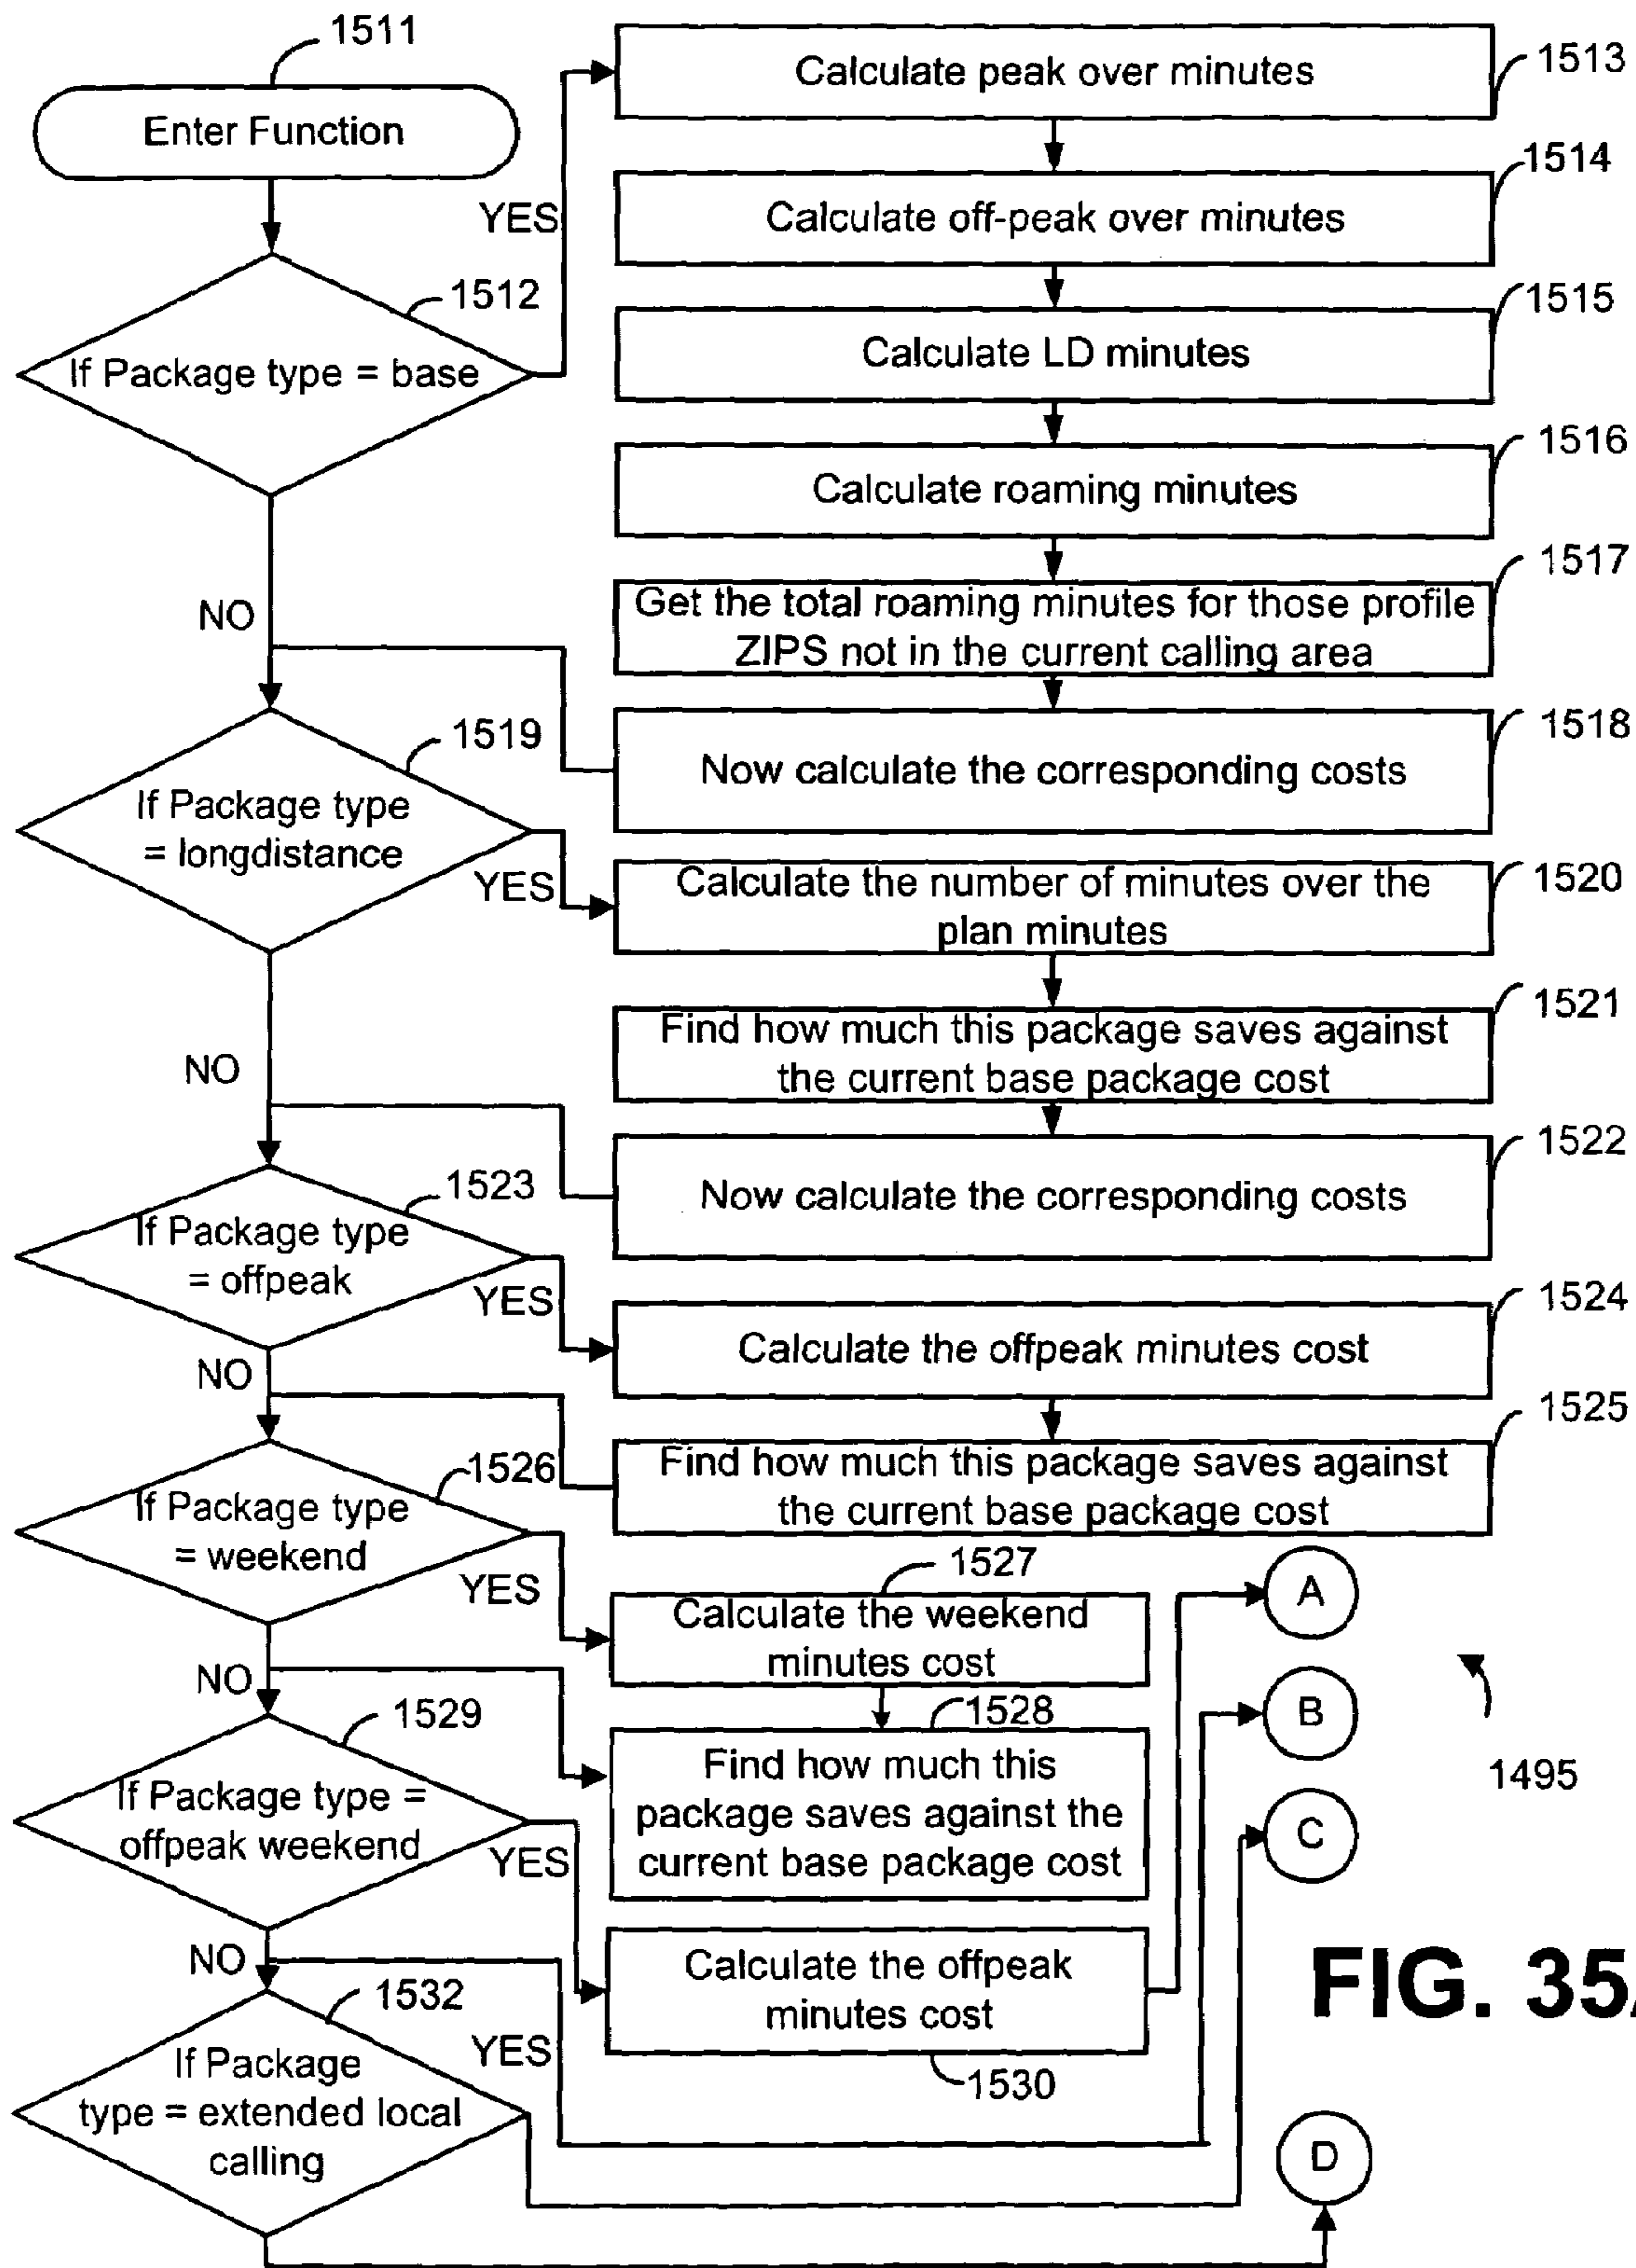 1511
Enter Function
1512
If Package type = base
YES
NO
Calculate peak over minutes
1513
Calculate off-peak over minutes
1514
Calculate LD minutes
1515
Calculate roaming minutes
1516
Get the total roaming minutes for those profile
ZIPS not in the current calling area
1517
Now calculate the corresponding costs
1518
1519
If Package type
= longdistance
YES
NO
Calculate the number of minutes over the
plan minutes
1520
Find how much this package saves against
the current base package cost
1521
Now calculate the corresponding costs
1522
1523
If Package type
= offpeak
YES
NO
Calculate the offpeak minutes cost
1524
Find how much this package saves against
the current base package cost
1525
1526
If Package type
= weekend
YES
NO
1527
Calculate the weekend
minutes cost
1528
Find how much this
package saves against the
current base package cost
1529
If Package type =
offpeak weekend
YES
NO
Calculate the offpeak
minutes cost
1530
1532
If Package
type = extended local
calling
YES
A
B
C
D
1495
FIG. 35A